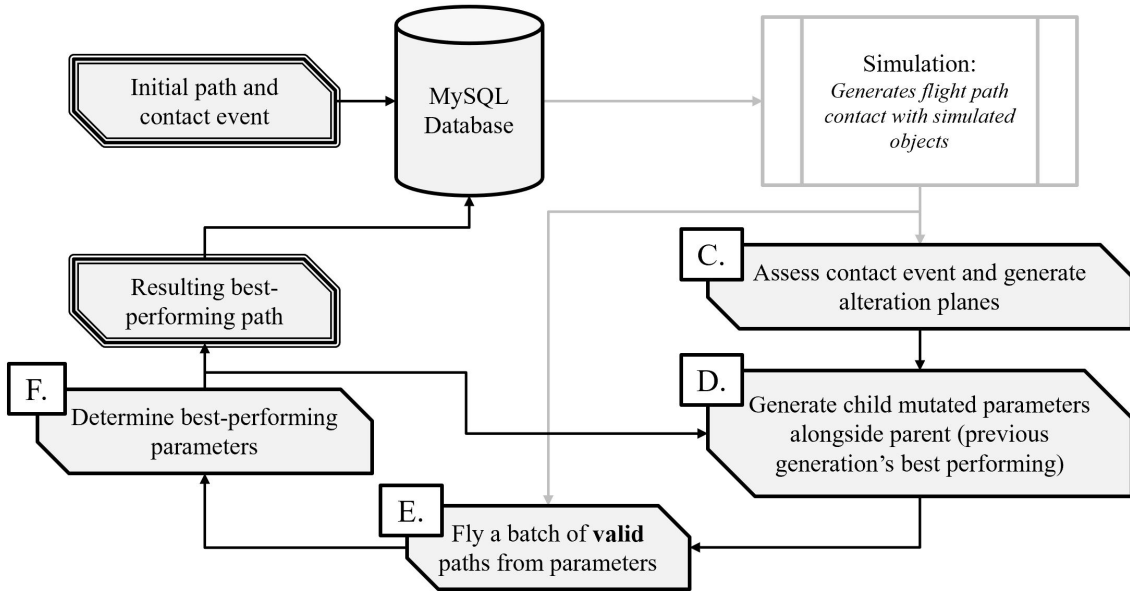 Initial path and
contact event
MySQL
Database
Simulation:
Generates flight path
contact with simulated
objects
C.
Assess contact event and generate
alteration planes
Resulting best-
performing path
D.
Generate child mutated parameters
alongside parent (previous
generation’s best performing)
F.
Determine best-performing
parameters
E.
Fly a batch of valid
paths from parameters